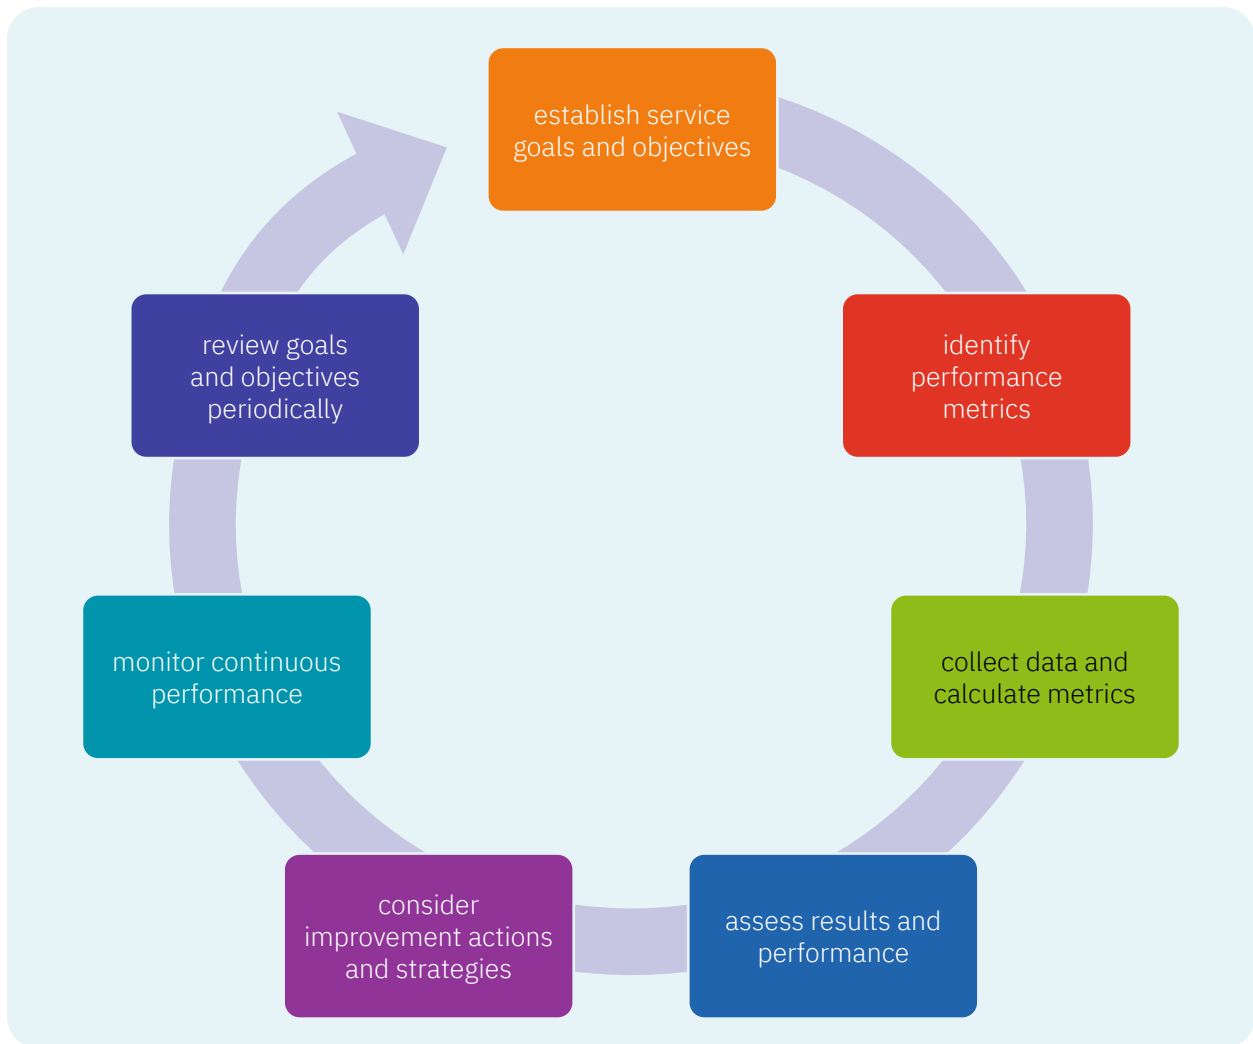 establish service
goals and objectives
identify
performance
metrics
collect data and
calculate metrics
assess results and
performance
consider
improvement actions
and strategies
monitor continuous
performance
review goals
and objectives
periodically